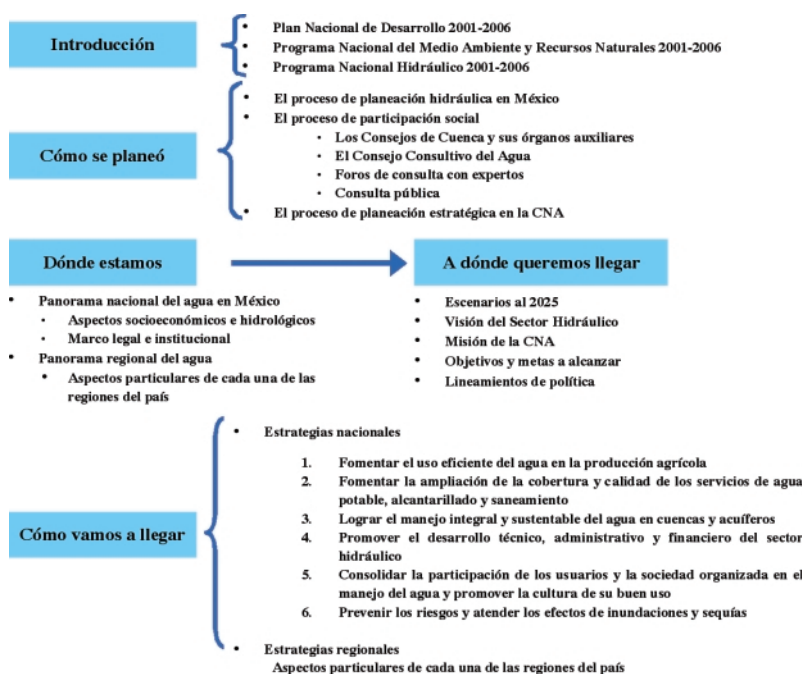 Introducción
• Plan Nacional de Desarrollo 2001-2006
• Programa Nacional del Medio Ambiente y Recursos Naturales 2001-2006
• Programa Nacional Hidráulico 2001-2006
Cómo se planeó
• El proceso de planeación hidráulica en México
• El proceso de participación social
• Los Consejos de Cuenca y sus órganos auxiliares
• El Consejo Consultivo del Agua
• Foros de consulta con expertos
• Consulta pública
• El proceso de planeación estratégica en la CNA
Dónde estamos
• Panorama nacional del agua en México
• Aspectos socioeconómicos e hidrológicos
• Marco legal e institucional
• Panorama regional del agua
• Aspectos particulares de cada una de las
regiones del país
A dónde queremos llegar
• Escenarios al 2025
• Visión del Sector Hidráulico
• Misión de la CNA
• Objetivos y metas a alcanzar
• Lineamientos de política
Cómo vamos a llegar
• Estrategias nacionales
1. Fomentar el uso eficiente del agua en la producción agrícola
2. Fomentar la ampliación de la cobertura y calidad de los servicios de agua
potable, alcantarillado y saneamiento
3. Lograr el manejo integral y sustentable del agua en cuencas y acuíferos
4. Promover el desarrollo técnico, administrativo y financiero del sector
hidráulico
5. Consolidar la participación de los usuarios y la sociedad organizada en el
manejo del agua y promover la cultura de su buen uso
6. Prevenir los riesgos y atender los efectos de inundaciones y sequías
• Estrategias regionales
Aspectos particulares de cada una de las regiones del país